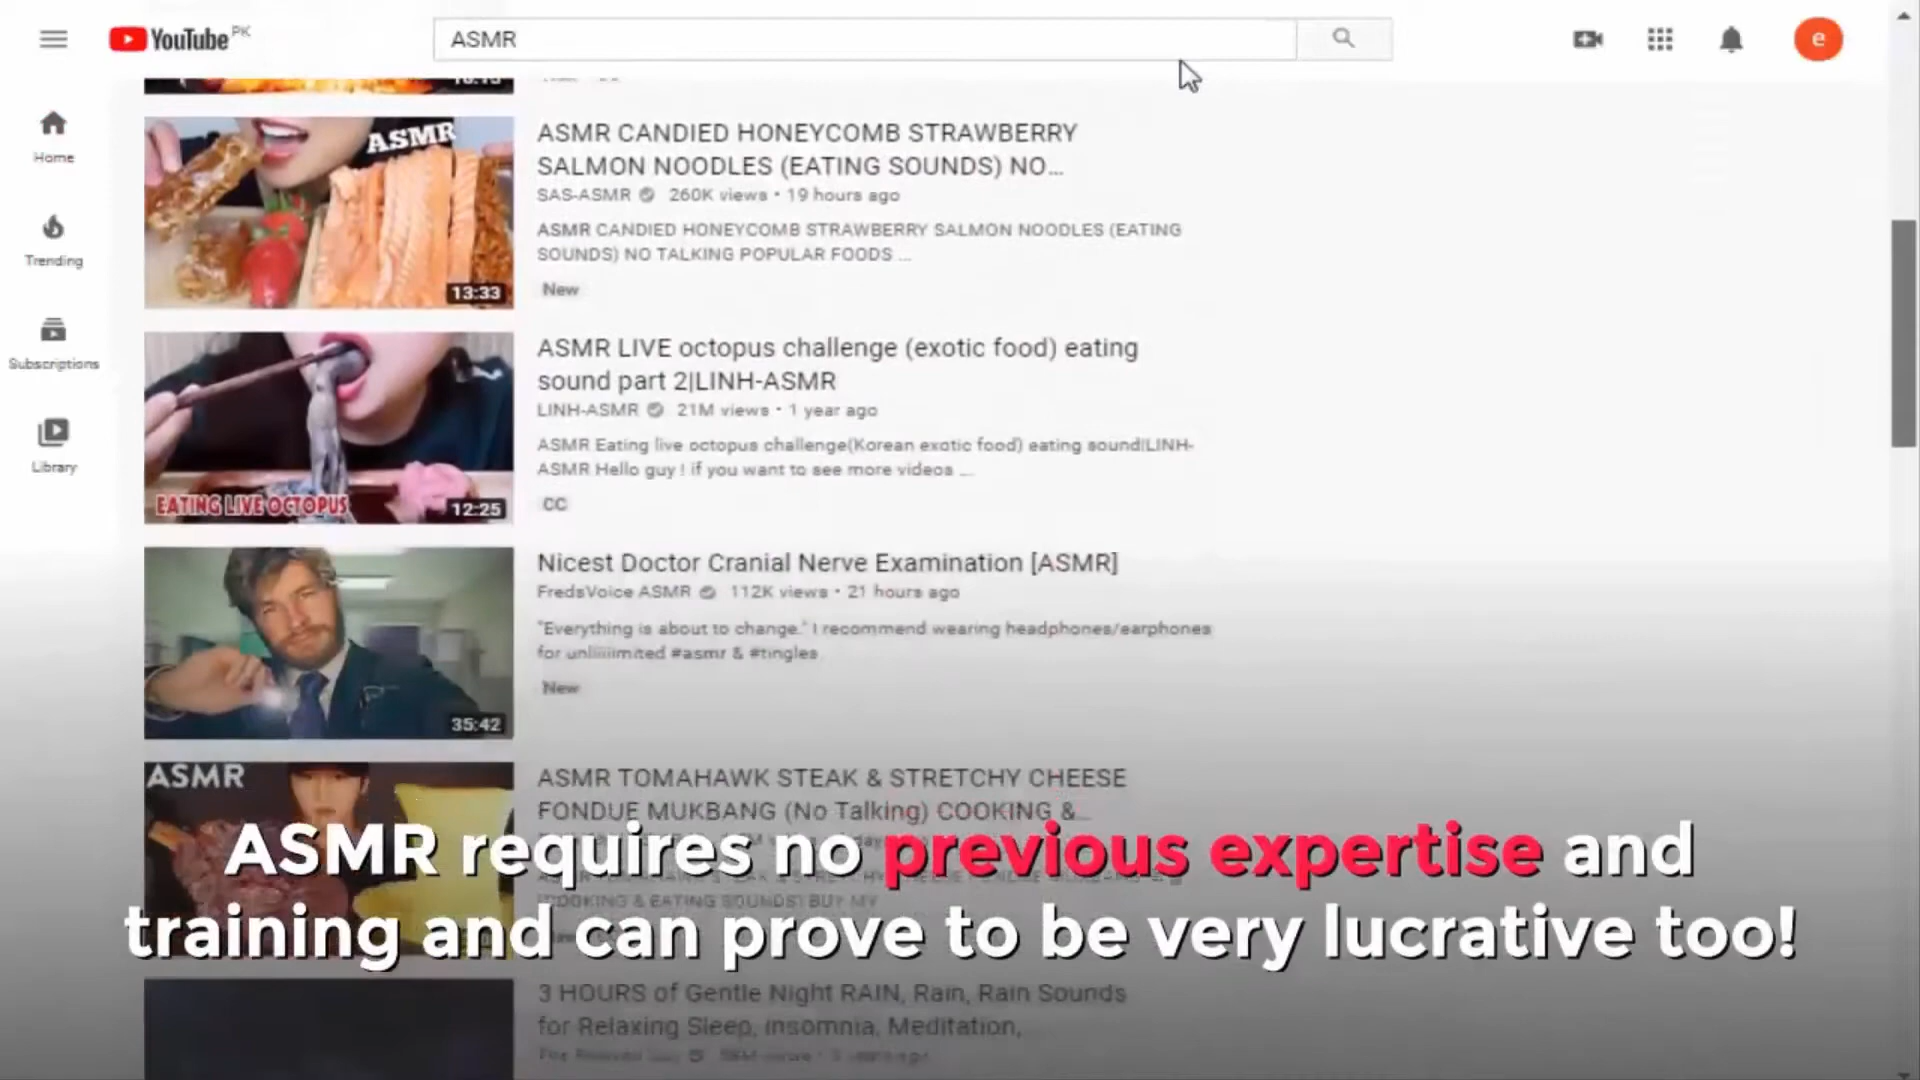 YouTube PK
ASMR
e
Home
Trending
Subscriptions
Library
ASMR
13:33
ASMR CANDIED HONEYCOMB STRAWBERRY
SALMON NOODLES (EATING SOUNDS) NO...
SAS-ASMR 260K views • 19 hours ago
ASMR CANDIED HONEYCOMB STRAWBERRY SALMON NOODLES (EATING
SOUNDS) NO TALKING POPULAR FOODS ...
New
EATING LIVE OCTOPUS
12:25
ASMR LIVE octopus challenge (exotic food) eating
sound part 2|LINH-ASMR
LINH-ASMR 21M views • 1 year ago
ASMR Eating live octopus challenge(Korean exotic food) eating sound|LINH-
ASMR Hello guy ! if you want to see more videos ...
CC
35:42
Nicest Doctor Cranial Nerve Examination [ASMR]
FredsVoice ASMR 112K views • 21 hours ago
"Everything is about to change." I recommend wearing headphones/earphones
for unliiiiimited #asmr & #tingles
New
ASMR
ASMR TOMAHAWK STEAK & STRETCHY CHEESE
FONDUE MUKBANG (No Talking) COOKING &...
ASMR requires no previous expertise and
training and can prove to be very lucrative too!
COOKING & EATING SOUNDS) BUY MY
3 HOURS of Gentle Night RAIN, Rain, Rain Sounds
for Relaxing Sleep, insomnia, Meditation,